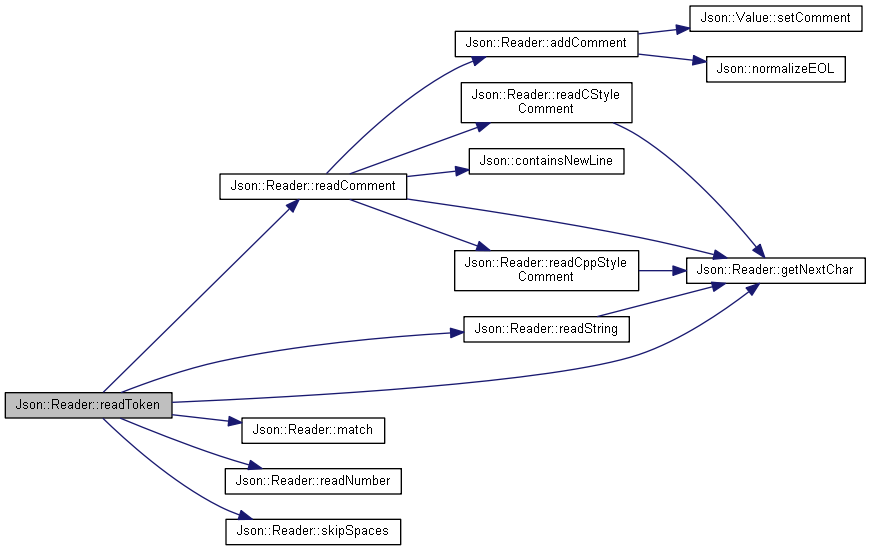 Json::Value::setComment
Json::Reader::addComment
Json::normalizeEOL
Json::Reader::readCStyle
Comment
Json::containsNewLine
Json::Reader::readComment
Json::Reader::readCppStyle
Comment
Json::Reader::getNextChar
Json::Reader::readString
Json::Reader::readToken
Json::Reader::match
Json::Reader::readNumber
Json::Reader::skipSpaces